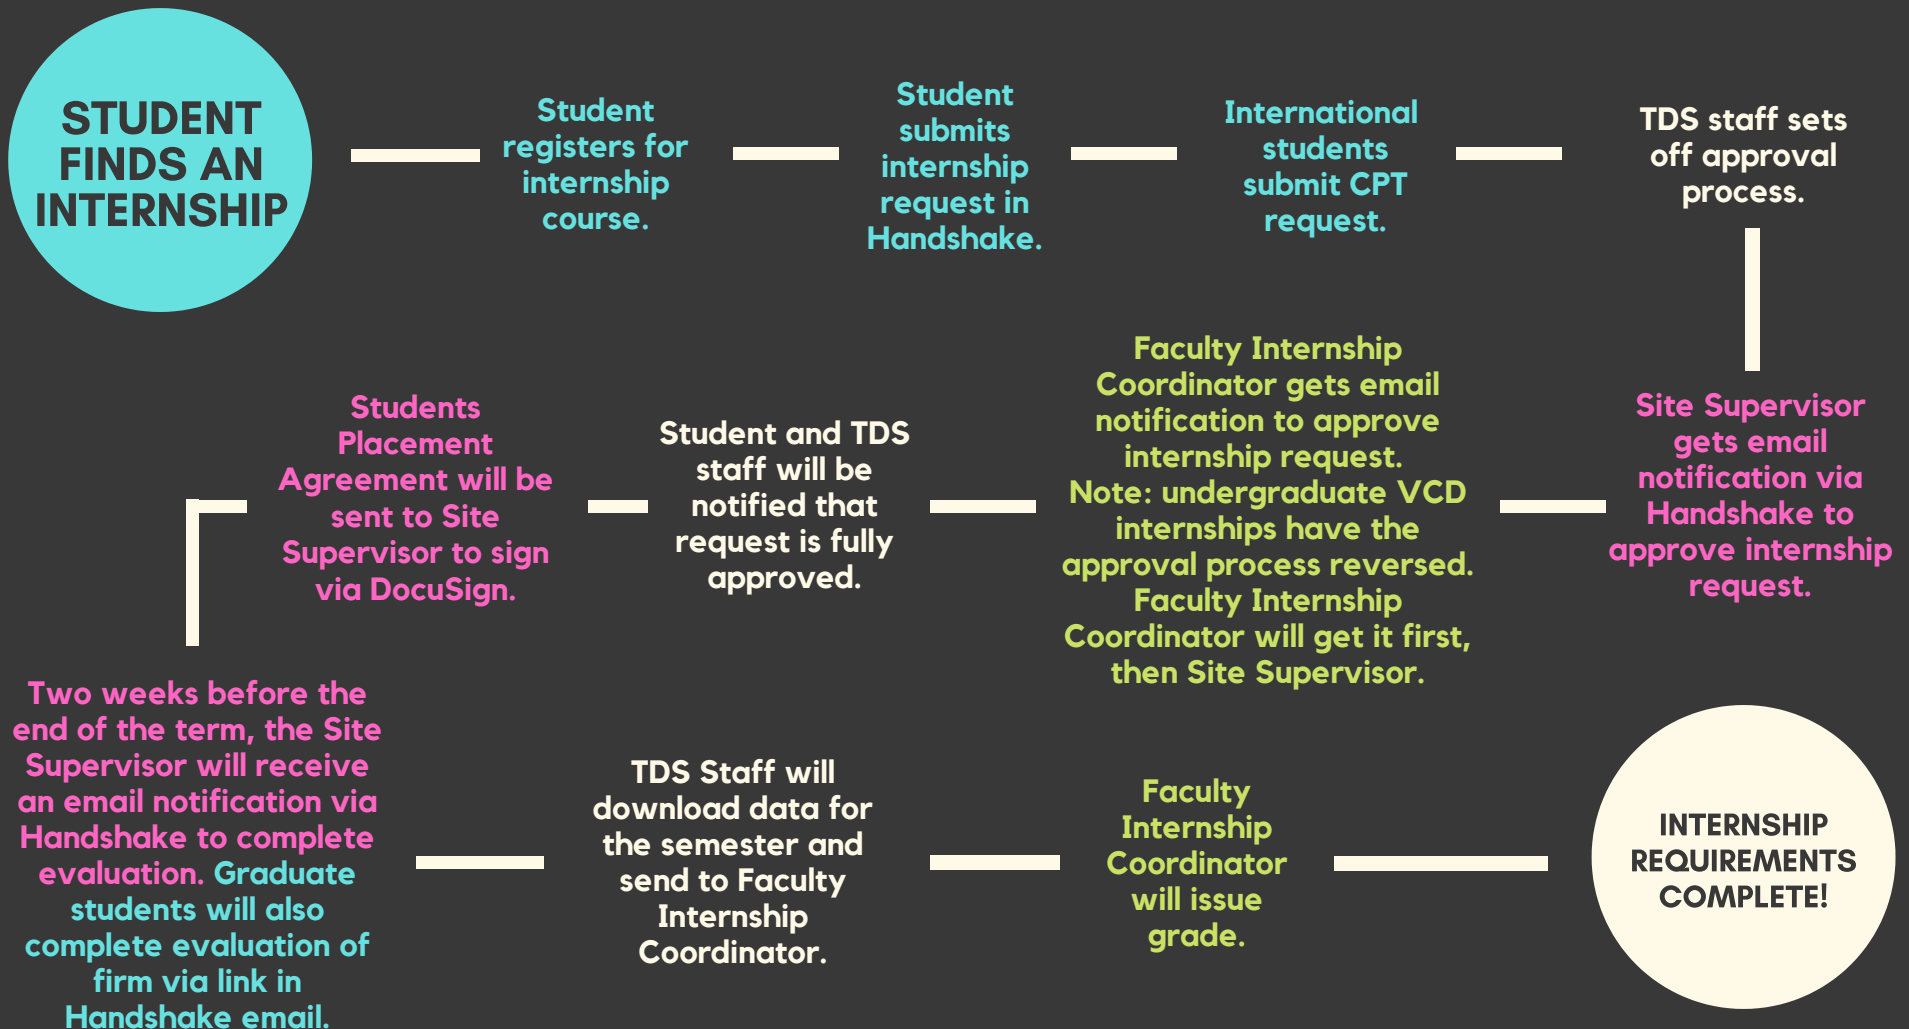 STUDENT
FINDS AN
INTERNSHIP
Student
registers for
internship
course.
Student
submits
internship
request in
Handshake.
International
students
submit CPT
request.
TDS staff sets
off approval
process.
Site Supervisor
gets email
notification via
Handshake to
approve internship
request.
Faculty Internship
Coordinator gets email
notification to approve
internship request.
Note: undergraduate VCD
internships have the
approval process reversed.
Faculty Internship
Coordinator will get it first,
then Site Supervisor.
Student and TDS
staff will be
notified that
request is fully
approved.
Students
Placement
Agreement will be
sent to Site
Supervisor to sign
via DocuSign.
Two weeks before the
end of the term, the Site
Supervisor will receive
an email notification via
Handshake to complete
evaluation. Graduate
students will also
complete evaluation of
firm via link in
Handshake email.
TDS Staff will
download data for
the semester and
send to Faculty
Internship
Coordinator.
Faculty
Internship
Coordinator
will issue
grade.
INTERNSHIP
REQUIREMENTS
COMPLETE!